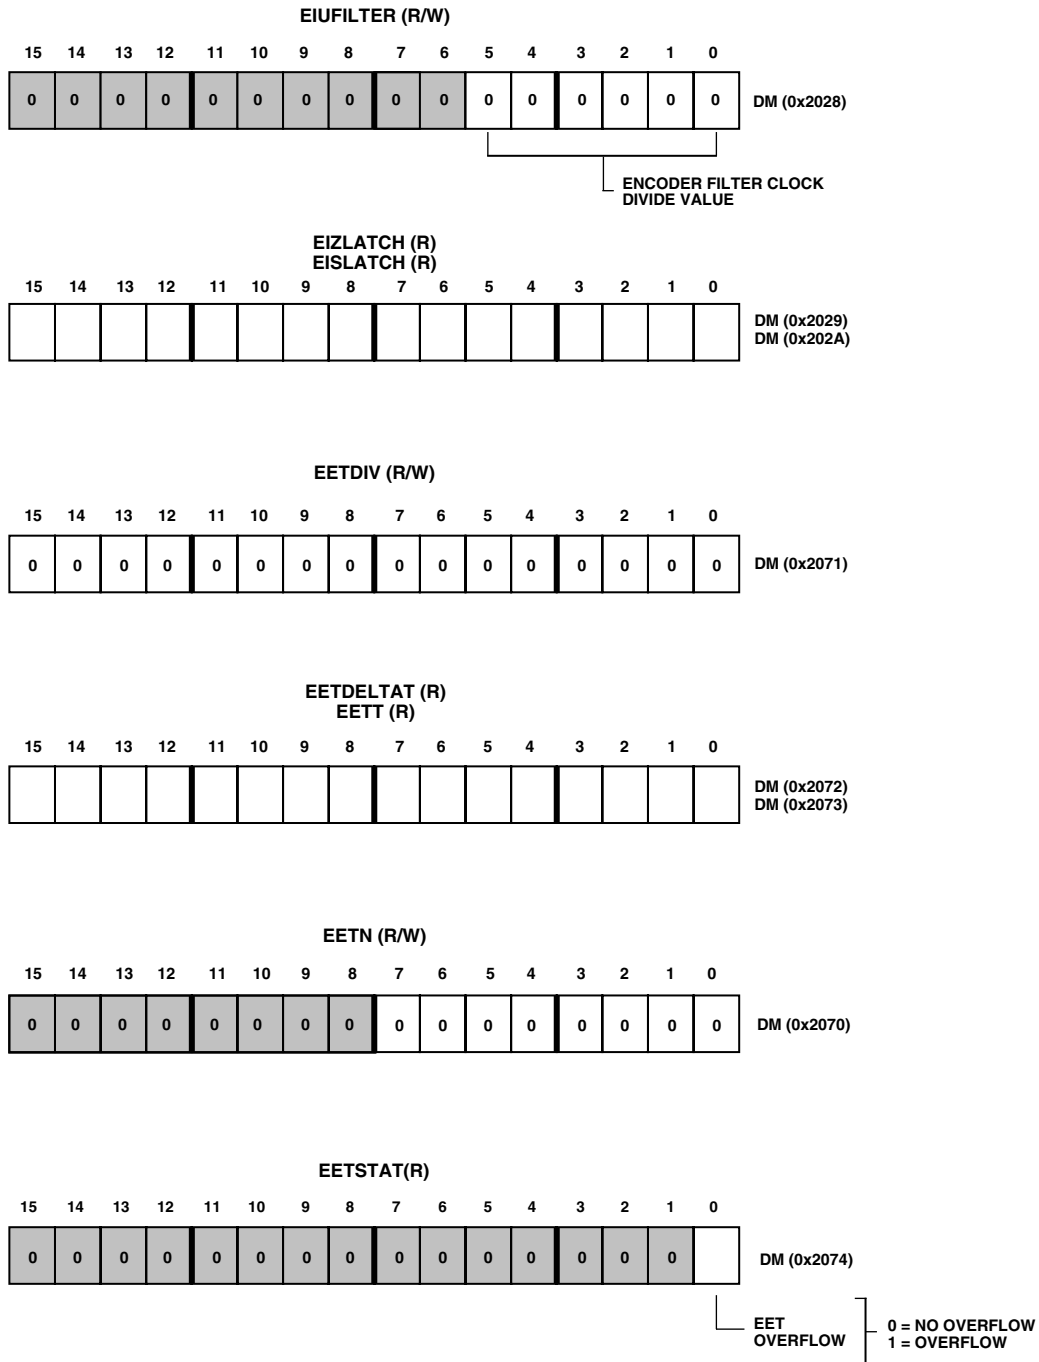 EIUFILTER (R/W)
15 14 13 12 11 10 9 8 7 6 5 4 3 2 1 0
0 0 0 0 0 0 0 0 0 0 0 0 0 0 0 0 DM (0x2028)
ENCODER FILTER CLOCK
DIVIDE VALUE
EIZLATCH (R)
EISLATCH (R)
15 14 13 12 11 10 9 8 7 6 5 4 3 2 1 0
DM (0x2029)
DM (0x202A)
EETDIV (R/W)
15 14 13 12 11 10 9 8 7 6 5 4 3 2 1 0
0 0 0 0 0 0 0 0 0 0 0 0 0 0 0 0 DM (0x2071)
EETDELTAT (R)
EETT (R)
15 14 13 12 11 10 9 8 7 6 5 4 3 2 1 0
DM (0x2072)
DM (0x2073)
EETN (R/W)
15 14 13 12 11 10 9 8 7 6 5 4 3 2 1 0
0 0 0 0 0 0 0 0 0 0 0 0 0 0 0 0 DM (0x2070)
EETSTAT(R)
15 14 13 12 11 10 9 8 7 6 5 4 3 2 1 0
0 0 0 0 0 0 0 0 0 0 0 0 0 0 0 DM (0x2074)
EET
OVERFLOW
0 = NO OVERFLOW
1 = OVERFLOW